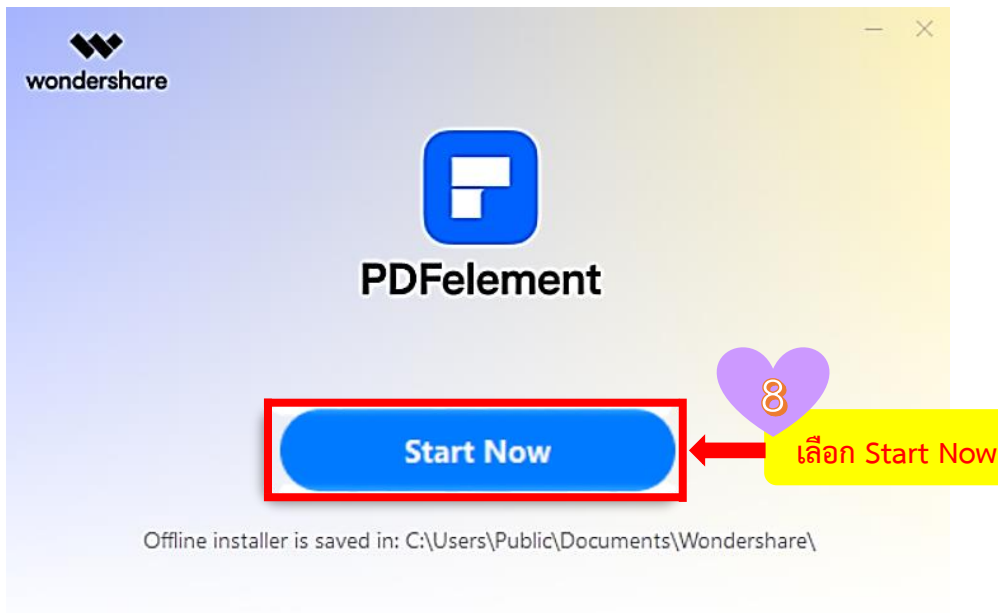 wondershare
PDFelement
8
Start Now
เลือก Start Now
Offline installer is saved in: C:\Users\Public\Documents\Wondershare\